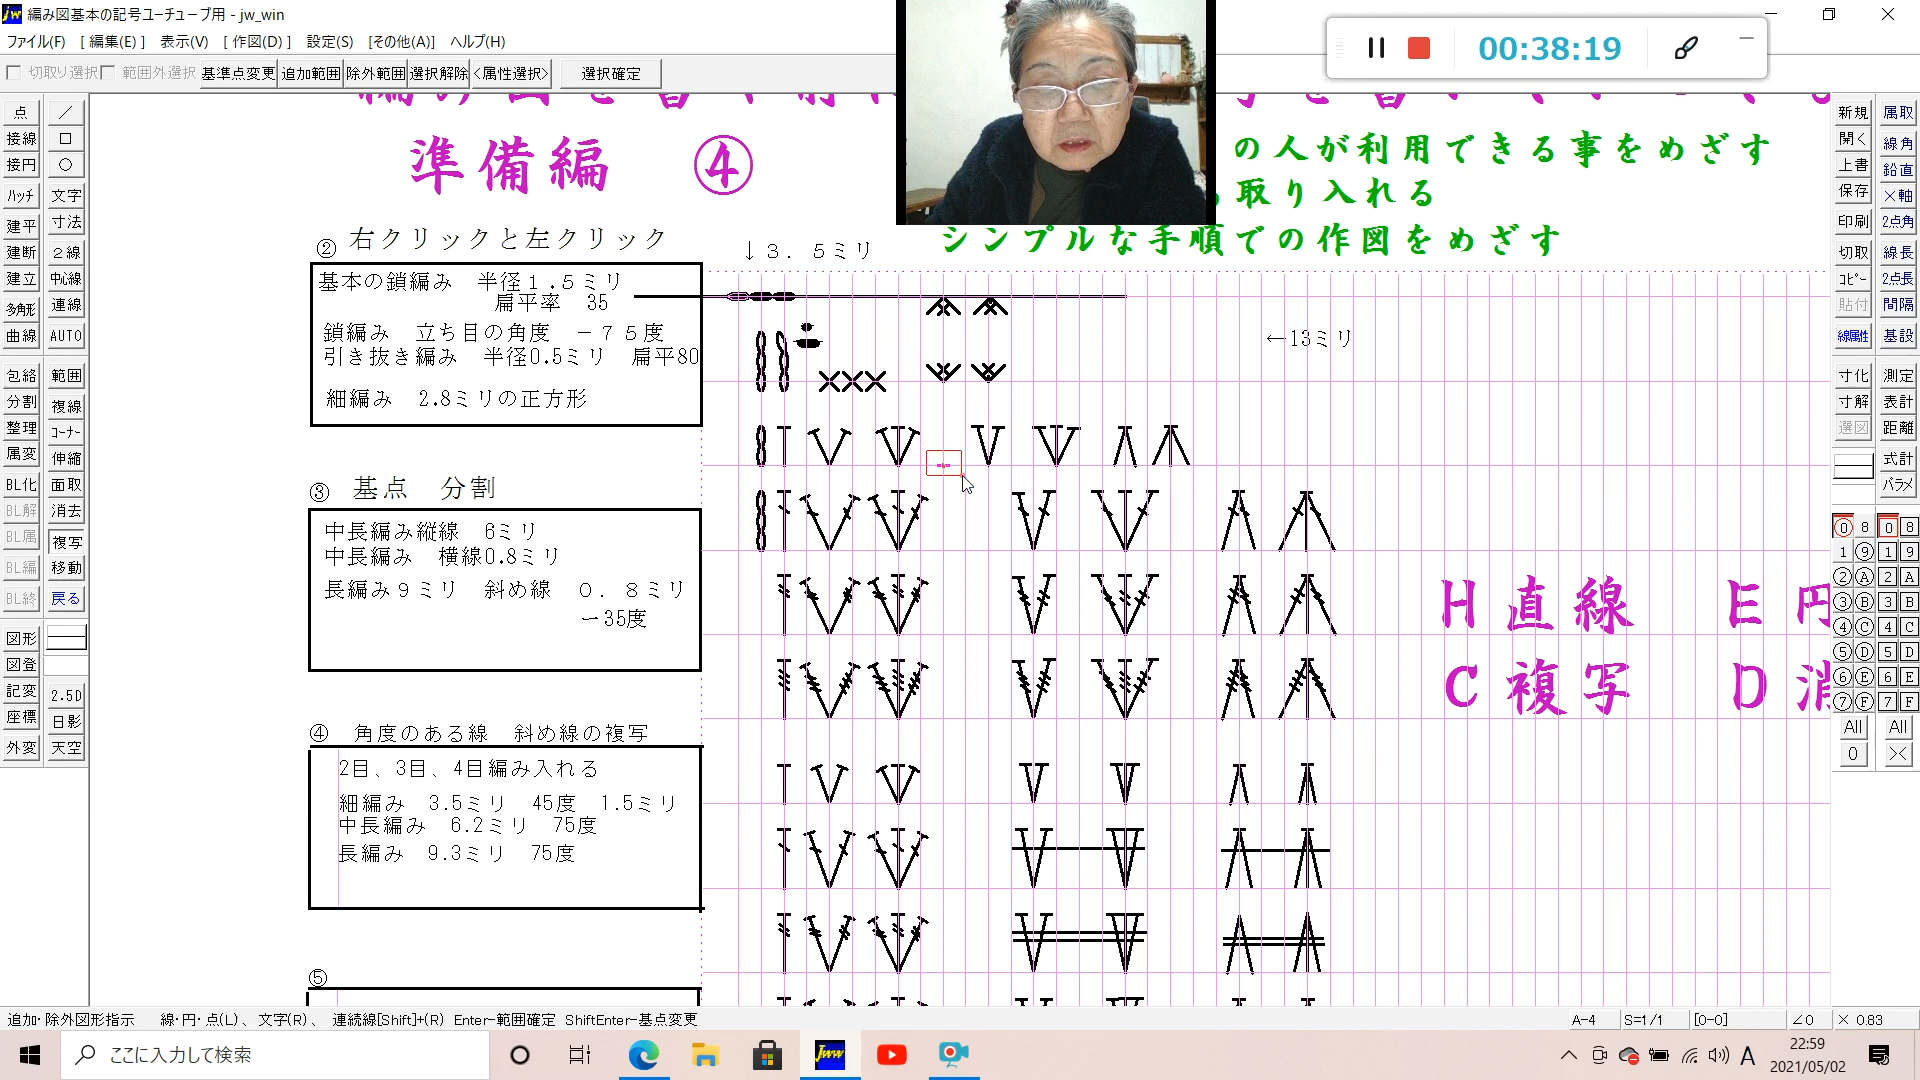 編み図基本の記号ユーチューブ用 - jw_win
ファイル(F) [ 編集(E) ] 表示(V) [ 作図(D) ] 設定(S) [その他(A)] ヘルプ(H)
切取り選択 範囲外選択 基準点変更 追加範囲 除外範囲 選択解除 <属性選択> 選択確定
00:38:19
準備編 ④
の人が利用できる事をめざす
取り入れる
シンプルな手順での作図をめざす
② 右クリックと左クリック
↓３．５ミリ
基本の鎖編み 半径１.５ミリ
扁平率 35
鎖編み 立ち目の角度 －７５度
引き抜き編み 半径0.5ミリ 扁平80
細編み 2.8ミリの正方形
←13ミリ
③ 基点 分割
中長編み縦線 6ミリ
中長編み 横線0.8ミリ
長編み９ミリ 斜め線 ０．８ミリ
－35度
H 直線 E 円
C 複写 D 消
④ 角度のある線 斜め線の複写
2目、3目、4目編み入れる
細編み 3.5ミリ 45度 1.5ミリ
中長編み 6.2ミリ 75度
長編み 9.3ミリ 75度
⑤
点 ／
接線 □
接円 ○
ハッチ 文字
建平 寸法
建断 ２線
建立 中心線
多角形 連線
曲線 AUTO
包絡 範囲
分割 複線
整理 コーナー
属変 伸縮
BL化 面取
BL解 消去
BL属 複写
BL編 移動
BL終 戻る
図形
図登
記変 2.5D
座標 日影
外変 天空
新規 属取
開く 線角
上書 鉛直
保存 ×軸
印刷 2点角
切取 線長
コピー 2点長
貼付 間隔
線属性 基設
寸化 測定
寸解 表計
選図 距離
式計
パラメ
0 8 0 8
1 9 1 9
2 A 2 A
3 B 3 B
4 C 4 C
5 D 5 D
6 E 6 E
7 F 7 F
All All
0 ×
追加・除外図形指示 線・円・点(L)、文字(R)、 連続線[Shift]+(R) Enter-範囲確定 ShiftEnter-基点変更
A-4 S=1/1 [0-0] ∠0 × 0.83
ここに入力して検索
Jww
A
22:59
2021/05/02